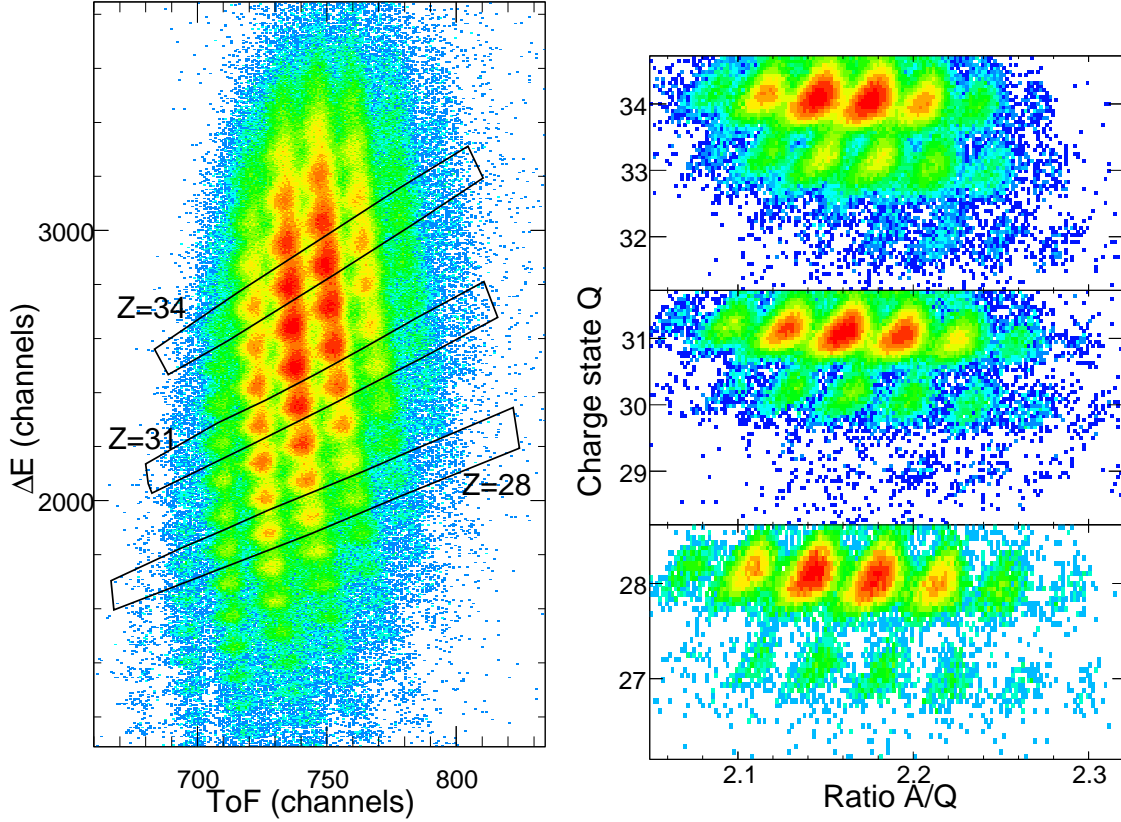 3000
2000
ΔE (channels)
Z=34
Z=31
Z=28
700
750
800
ToF (channels)
34
33
32
31
30
29
28
27
Charge state Q
2.1
2.2
2.3
Ratio A/Q